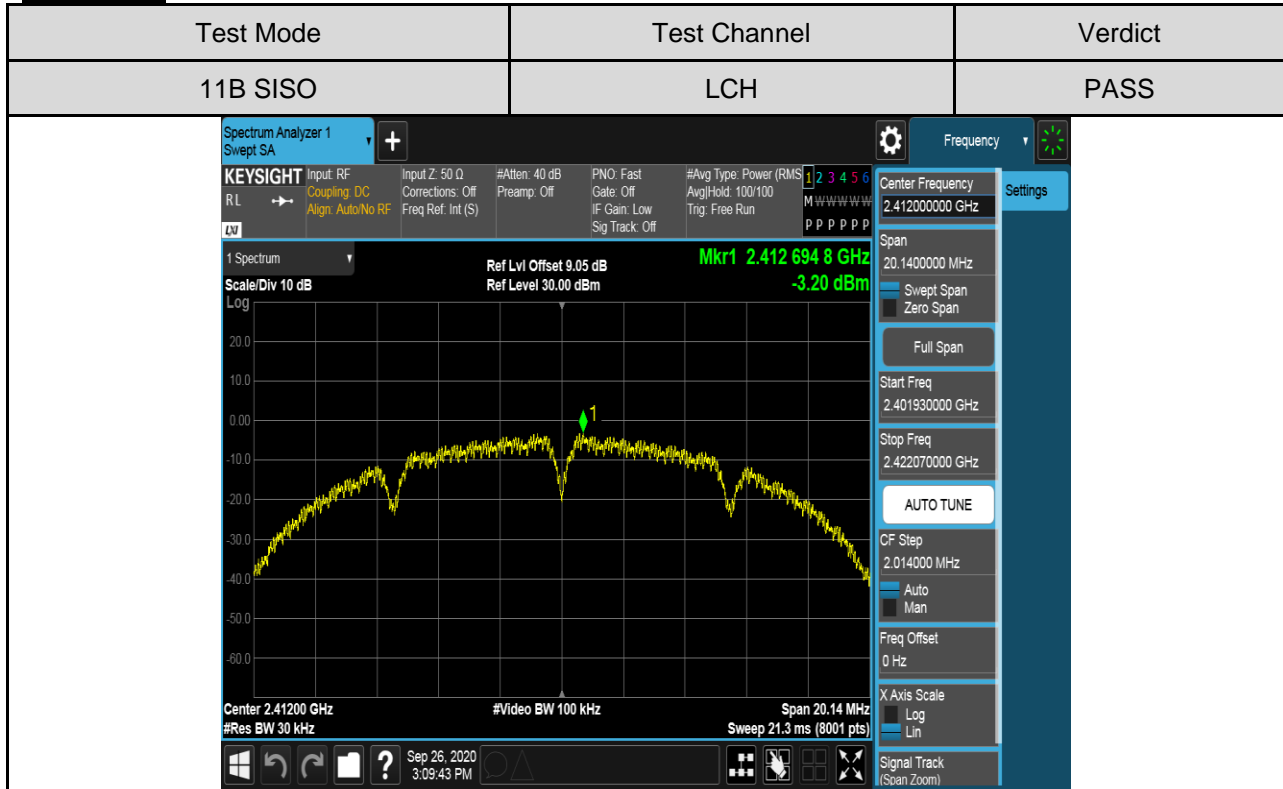 Test Mode Test Channel Verdict
11B SISO LCH PASS
Spectrum Analyzer 1
Swept SA
+
Frequency
KEYSIGHT Input: RF Input Z: 50 Ω #Atten: 40 dB PNO: Fast #Avg Type: Power (RMS 1 2 3 4 5 6
RL Coupling: DC Corrections: Off Preamp: Off Gate: Off Avg|Hold: 100/100 M W W W W W
Align: Auto/No RF Freq Ref: Int (S) IF Gain: Low Trig: Free Run
LXI Sig Track: Off P P P P P P
Center Frequency
2.412000000 GHz
Settings
1 Spectrum
Ref Lvl Offset 9.05 dB
Mkr1 2.412 694 8 GHz
Scale/Div 10 dB
Ref Level 30.00 dBm
-3.20 dBm
Log
20.0
10.0
0.00
-10.0
-20.0
-30.0
-40.0
-50.0
-60.0
1
Center 2.41200 GHz #Video BW 100 kHz Span 20.14 MHz
#Res BW 30 kHz Sweep 21.3 ms (8001 pts)
Span
20.1400000 MHz
Swept Span
Zero Span
Full Span
Start Freq
2.401930000 GHz
Stop Freq
2.422070000 GHz
AUTO TUNE
CF Step
2.014000 MHz
Auto
Man
Freq Offset
0 Hz
X Axis Scale
Log
Lin
Signal Track
(Span Zoom)
?
Sep 26, 2020
3:09:43 PM